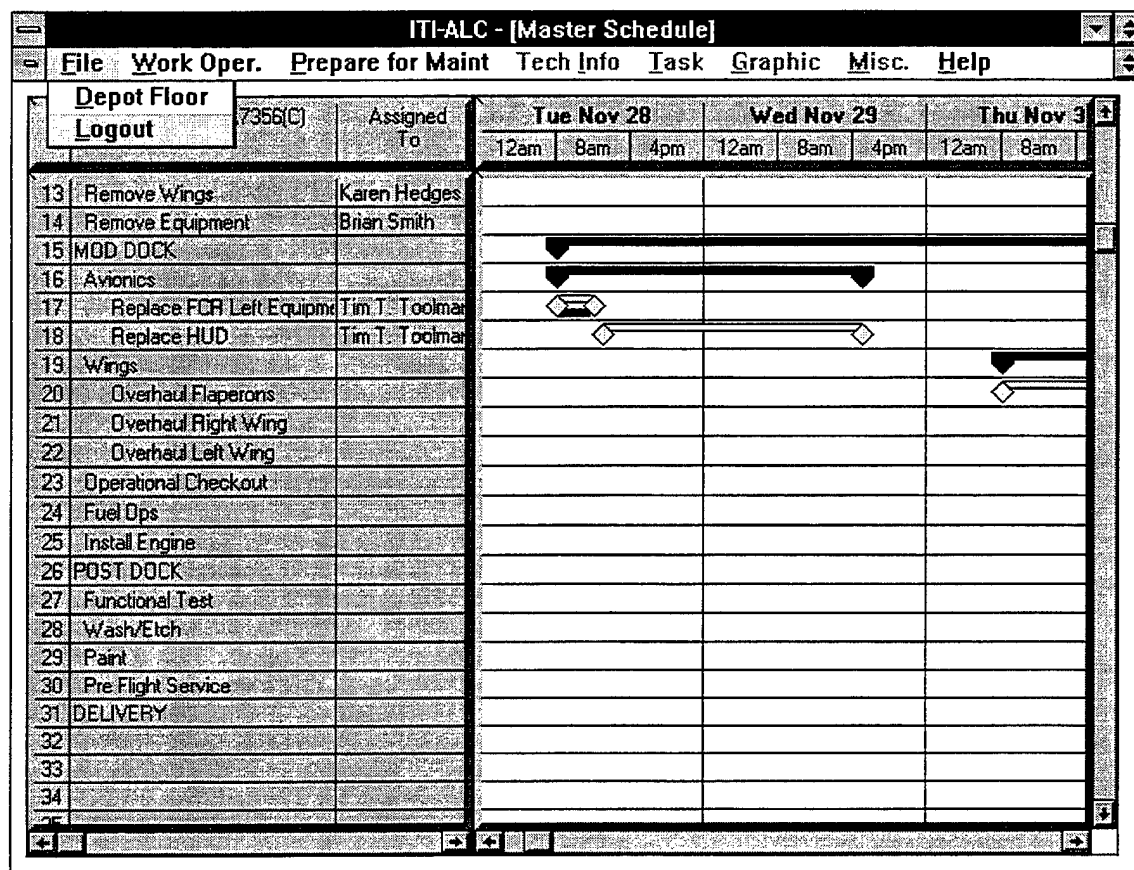 ITI-ALC - [Master Schedule]
File Work Oper. Prepare for Maint Tech Info Task Graphic Misc. Help
Depot Floor
Logout
7356(C) Assigned To
Tue Nov 28 Wed Nov 29 Thu Nov 3
12am 8am 4pm 12am 8am 4pm 12am 8am
13 Remove Wings Karen Hedges
14 Remove Equipment Brian Smith
15 MOD DOCK
16 Avionics
17 Replace FCR Left Equipme Tim T. Toolman
18 Replace HUD Tim T. Toolman
19 Wings
20 Overhaul Flaperons
21 Overhaul Right Wing
22 Overhaul Left Wing
23 Operational Checkout
24 Fuel Ops
25 Install Engine
26 POST DOCK
27 Functional Test
28 Wash/Etch
29 Paint
30 Pre Flight Service
31 DELIVERY
32
33
34